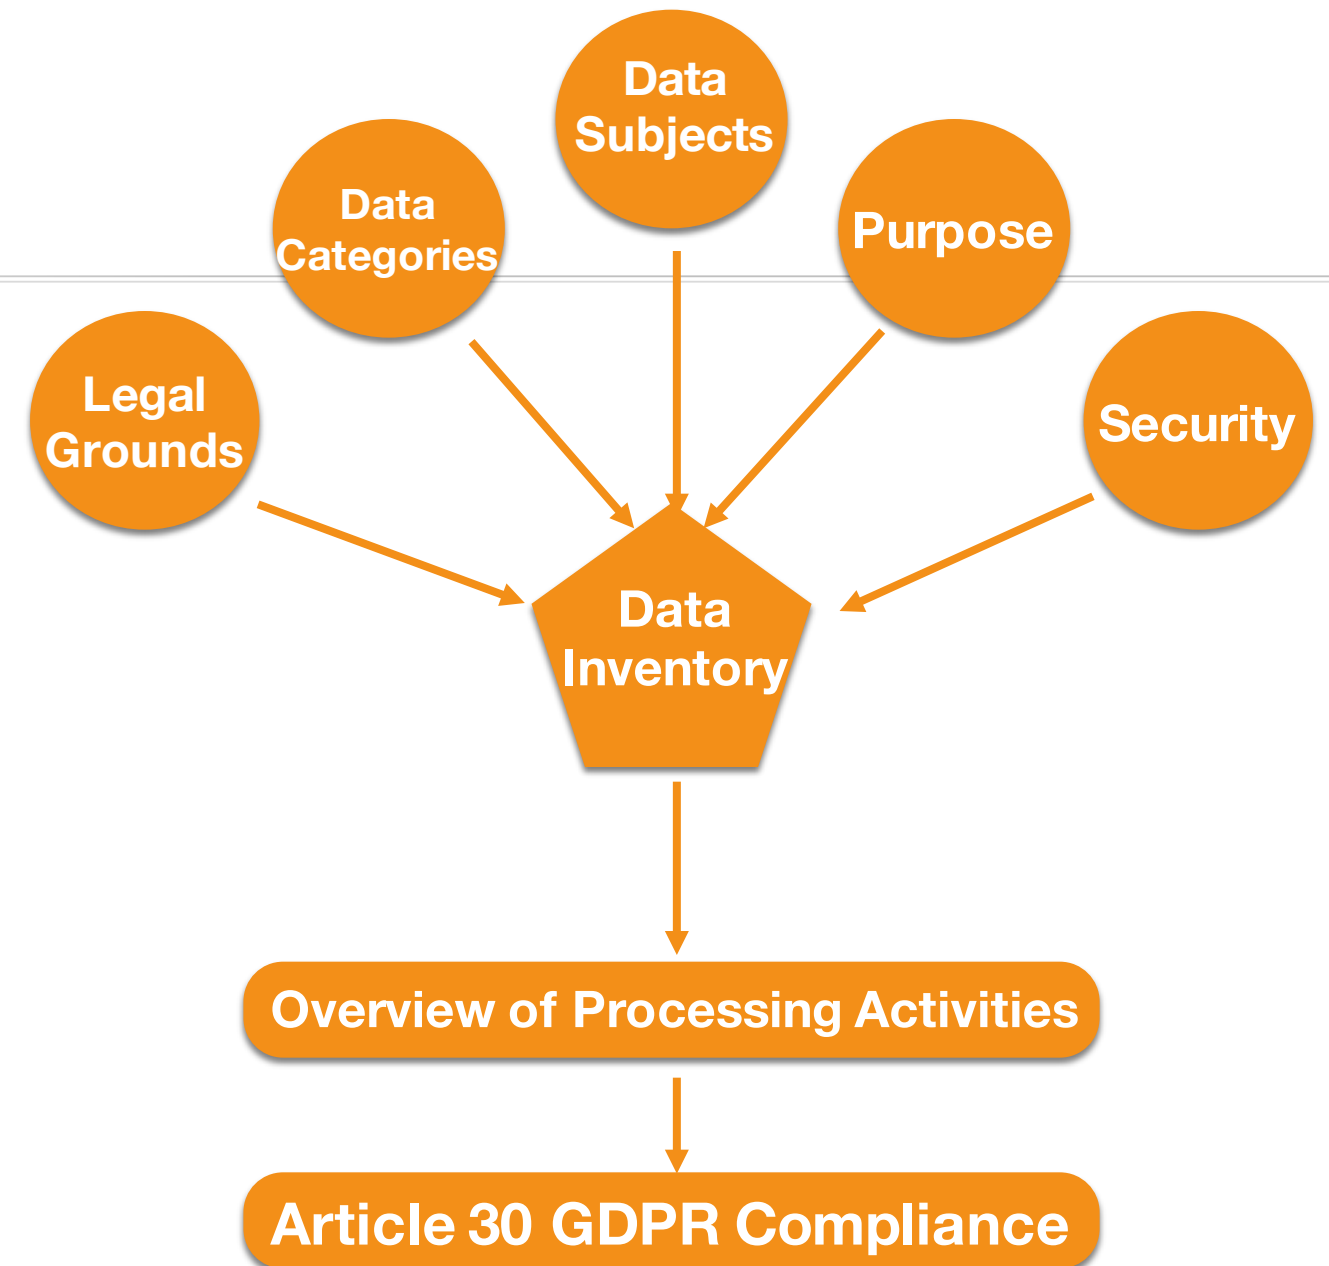 Data
Subjects
Data
Categories
Purpose
Legal
Grounds
Security
Data
Inventory
Overview of Processing Activities
Article 30 GDPR Compliance